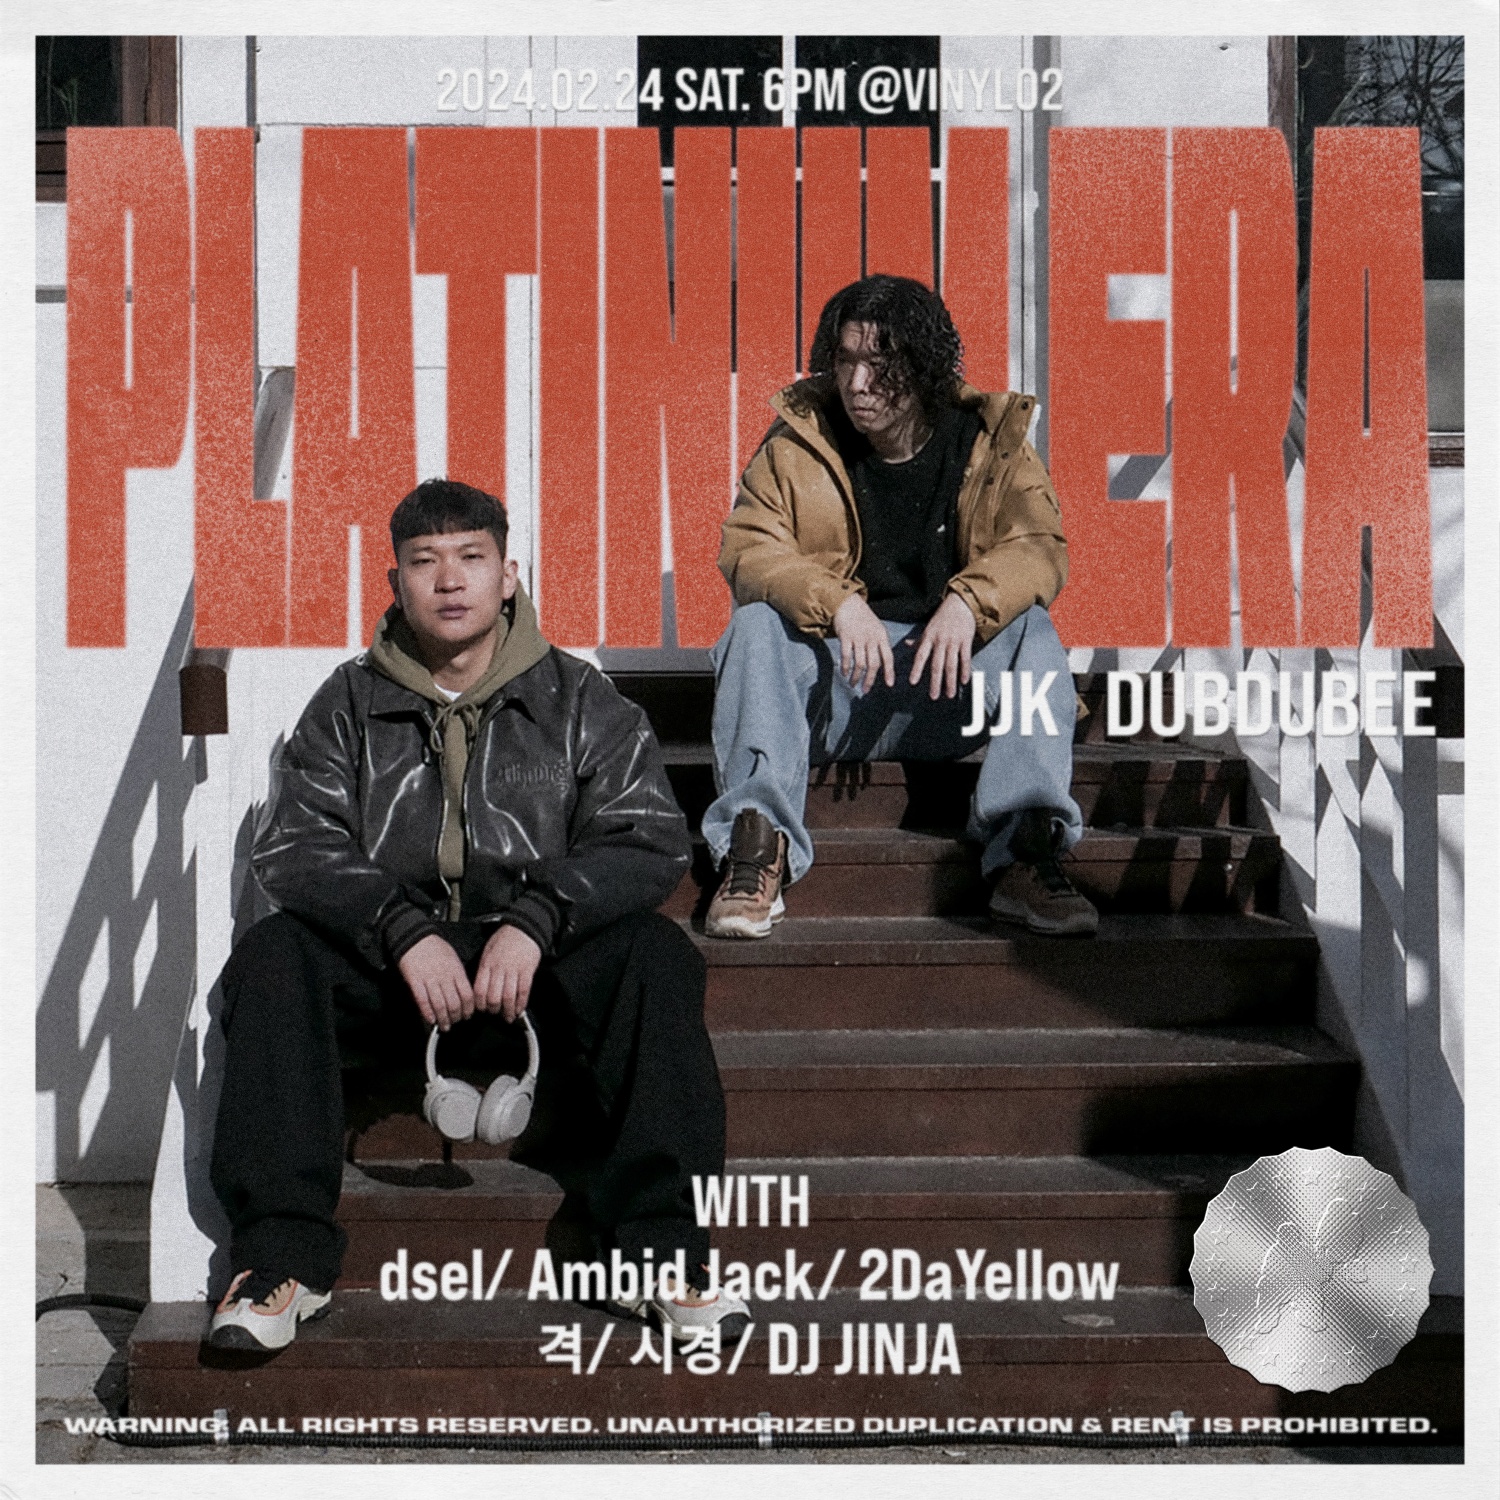 2024.02.24 SAT. 6PM @VINYL02
PLATINUM ERA
JJK DUBDUBEE
WITH
dsel/ Ambid Jack/ 2DaYellow
격/ 시경/ DJ JINJA
WARNING: ALL RIGHTS RESERVED. UNAUTHORIZED DUPLICATION & RENT IS PROHIBITED.